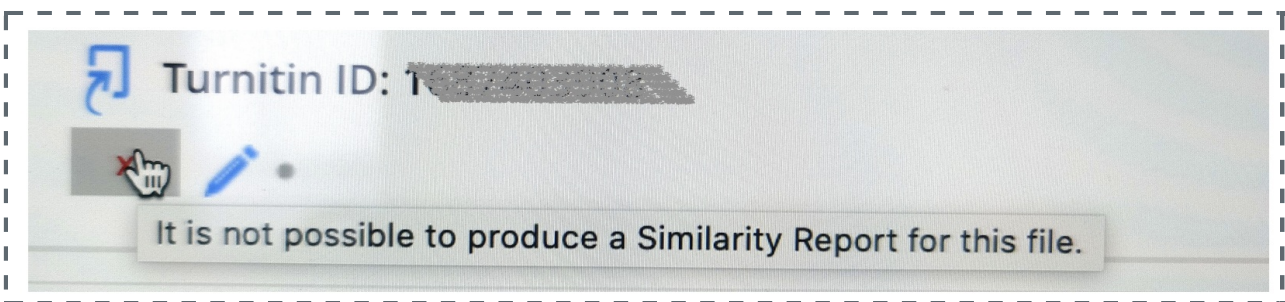 Turnitin ID:
It is not possible to produce a Similarity Report for this file.